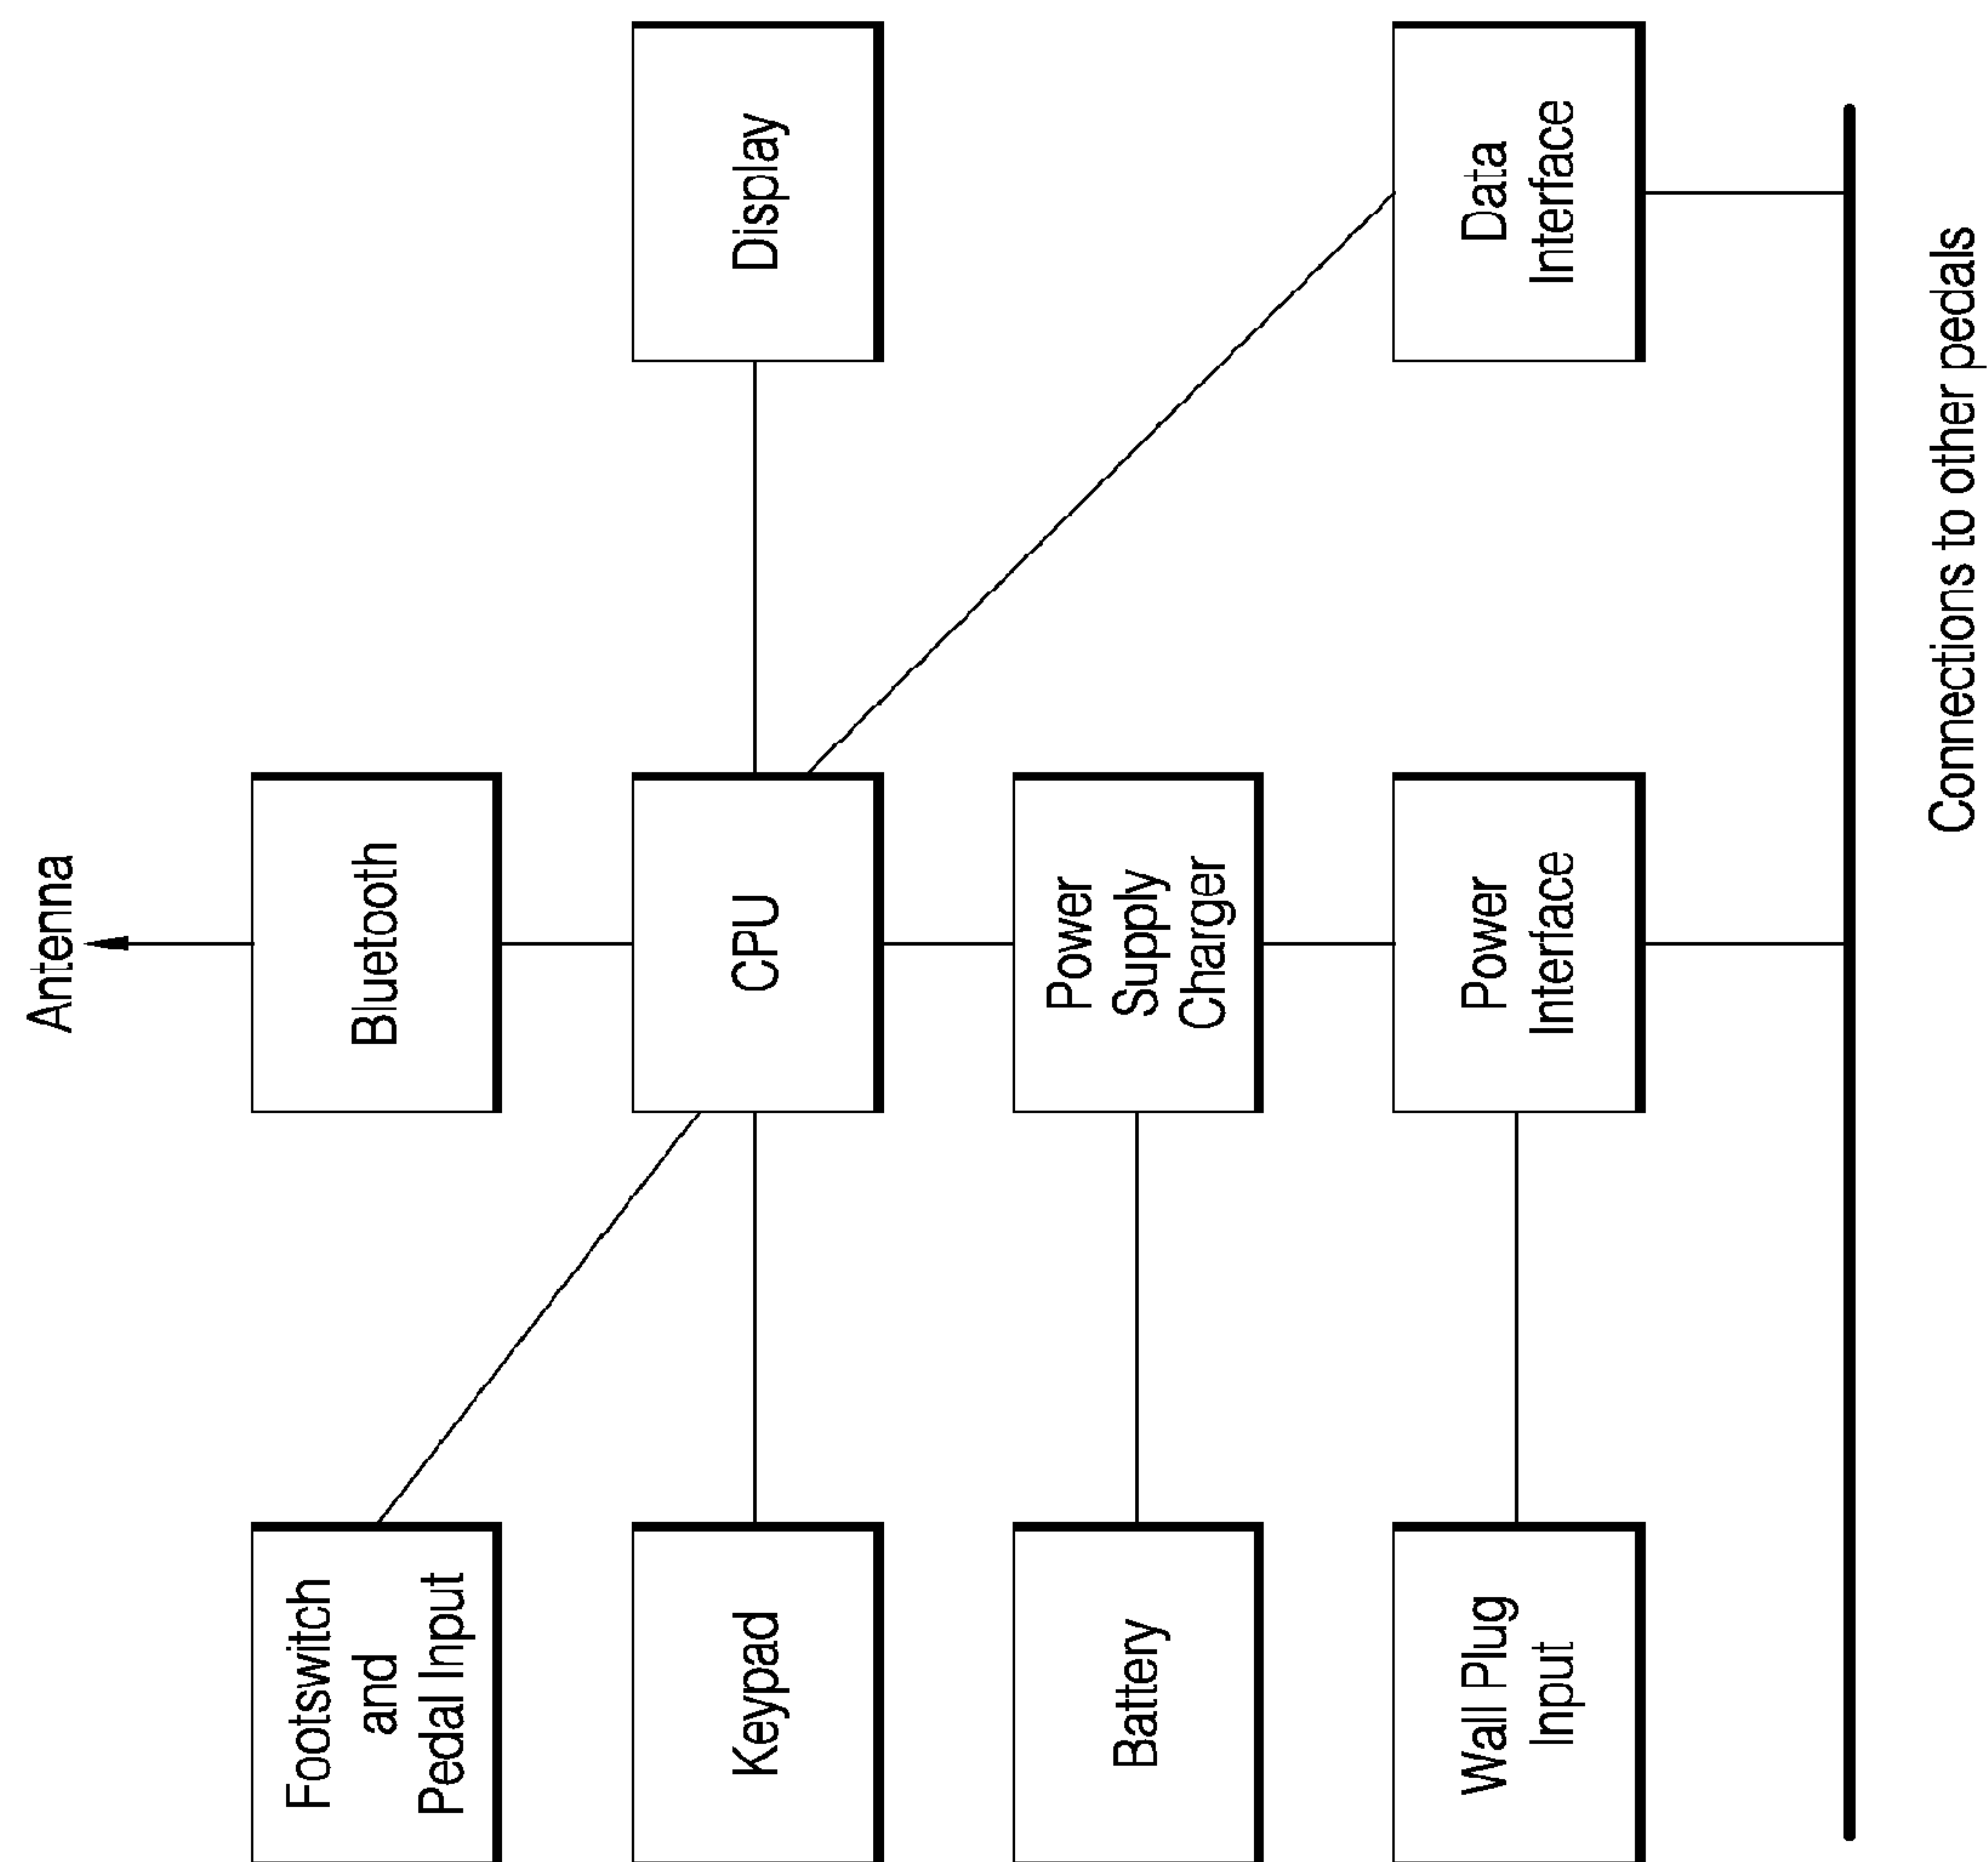 Antenna
Footswitch
and
Pedal Input
Bluetooth
Keypad
CPU
Display
Battery
Power
Supply
Charger
Wall Plug
Input
Power
Interface
Data
Interface
Connections to other pedals